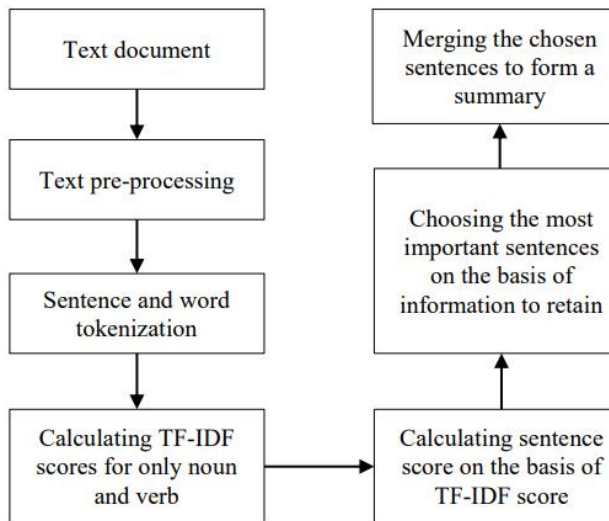 Text document
Text pre-processing
Sentence and word
tokenization
Calculating TF-IDF
scores for only noun
and verb
Calculating sentence
score on the basis of
TF-IDF score
Choosing the most
important sentences
on the basis of
information to retain
Merging the chosen
sentences to form a
summary